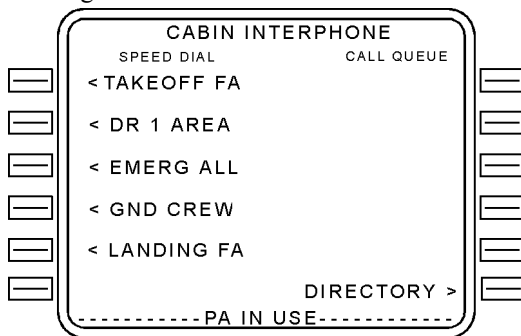 CABIN INTERPHONE
SPEED DIAL CALL QUEUE
< TAKEOFF FA
< DR 1 AREA
< EMERG ALL
< GND CREW
< LANDING FA
DIRECTORY >
-----------PA IN USE------------